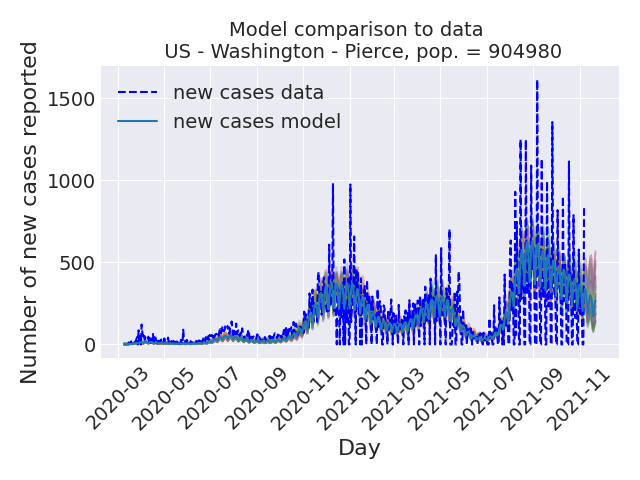 Model comparison to data
US - Washington - Pierce, pop. = 904980
Number of new cases reported
1500
1000
500
0
new cases data
new cases model
2020-03
2020-05
2020-07
2020-09
2020-11
2021-01
2021-03
2021-05
2021-07
2021-09
2021-11
Day